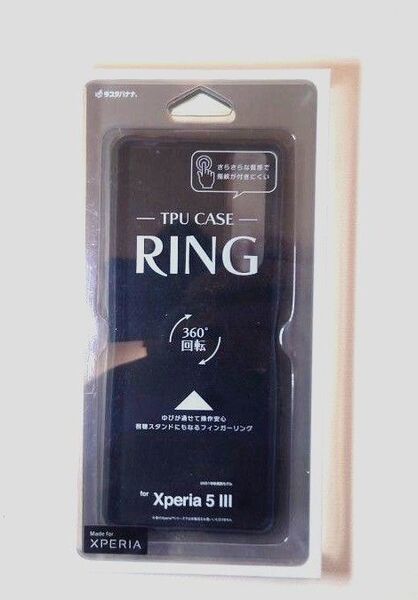 ラスタバナナ
さらさらな質感で
指紋が付きにくい
TPU CASE
RING
360°
回転
ゆびが通せて操作安心
視聴スタンドにもなるフィンガーリング
for Xperia 5 III
Made for
XPERIA